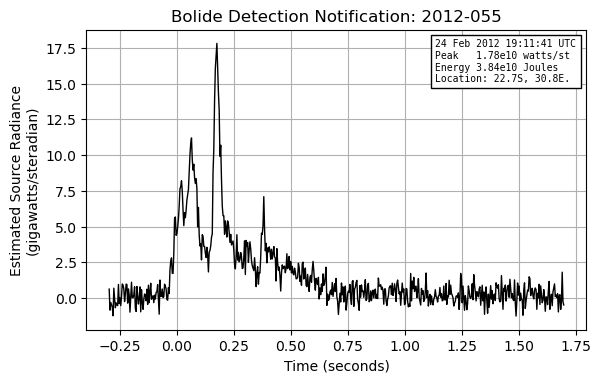 Bolide Detection Notification: 2012-055
24 Feb 2012 19:11:41 UTC
Peak   1.78e10 watts/st
Energy 3.84e10 Joules
Location: 22.7S, 30.8E.
Estimated Source Radiance
(gigawatts/steradian)
17.5
15.0
12.5
10.0
7.5
5.0
2.5
0.0
−0.25 0.00 0.25 0.50 0.75 1.00 1.25 1.50 1.75
Time (seconds)